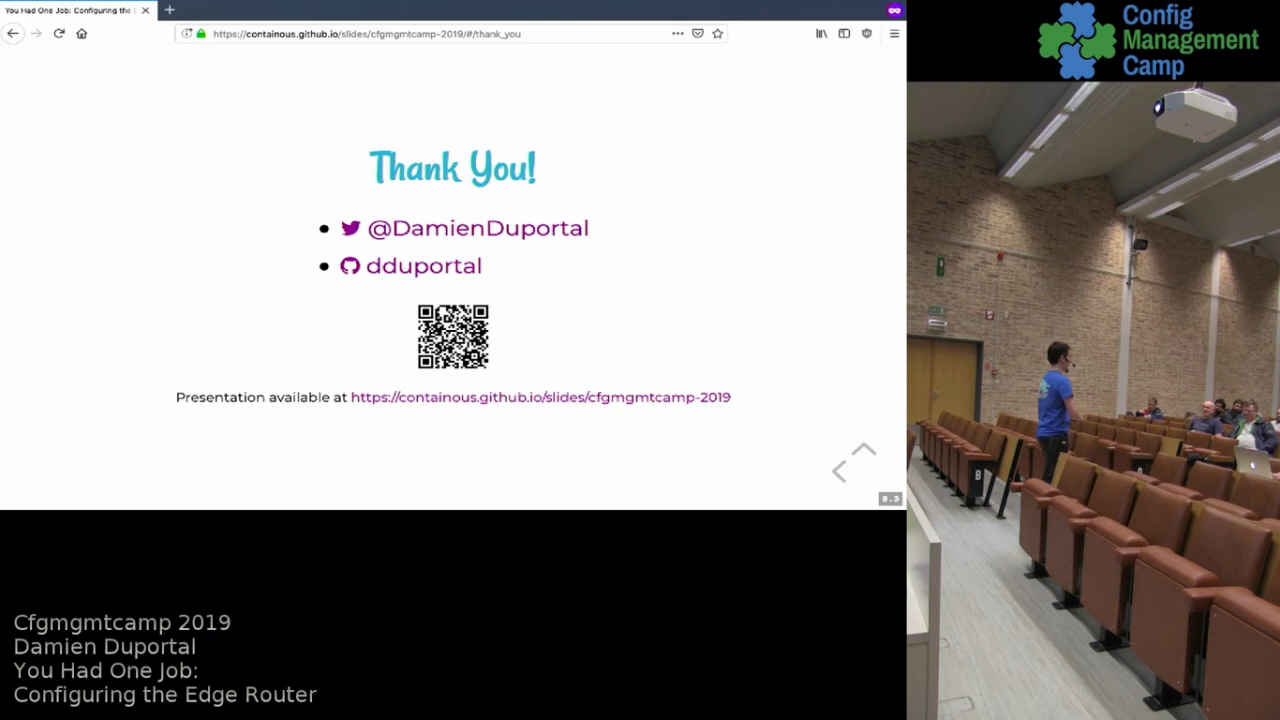 You Had One Job: Configuring the
https://containous.github.io/slides/cfgmgmtcamp-2019/#/thank_you
Thank You!
@DamienDuportal
dduportal
Presentation available at https://containous.github.io/slides/cfgmgmtcamp-2019
Config
Management
Camp
B
Cfgmgmtcamp 2019
Damien Duportal
You Had One Job:
Configuring the Edge Router